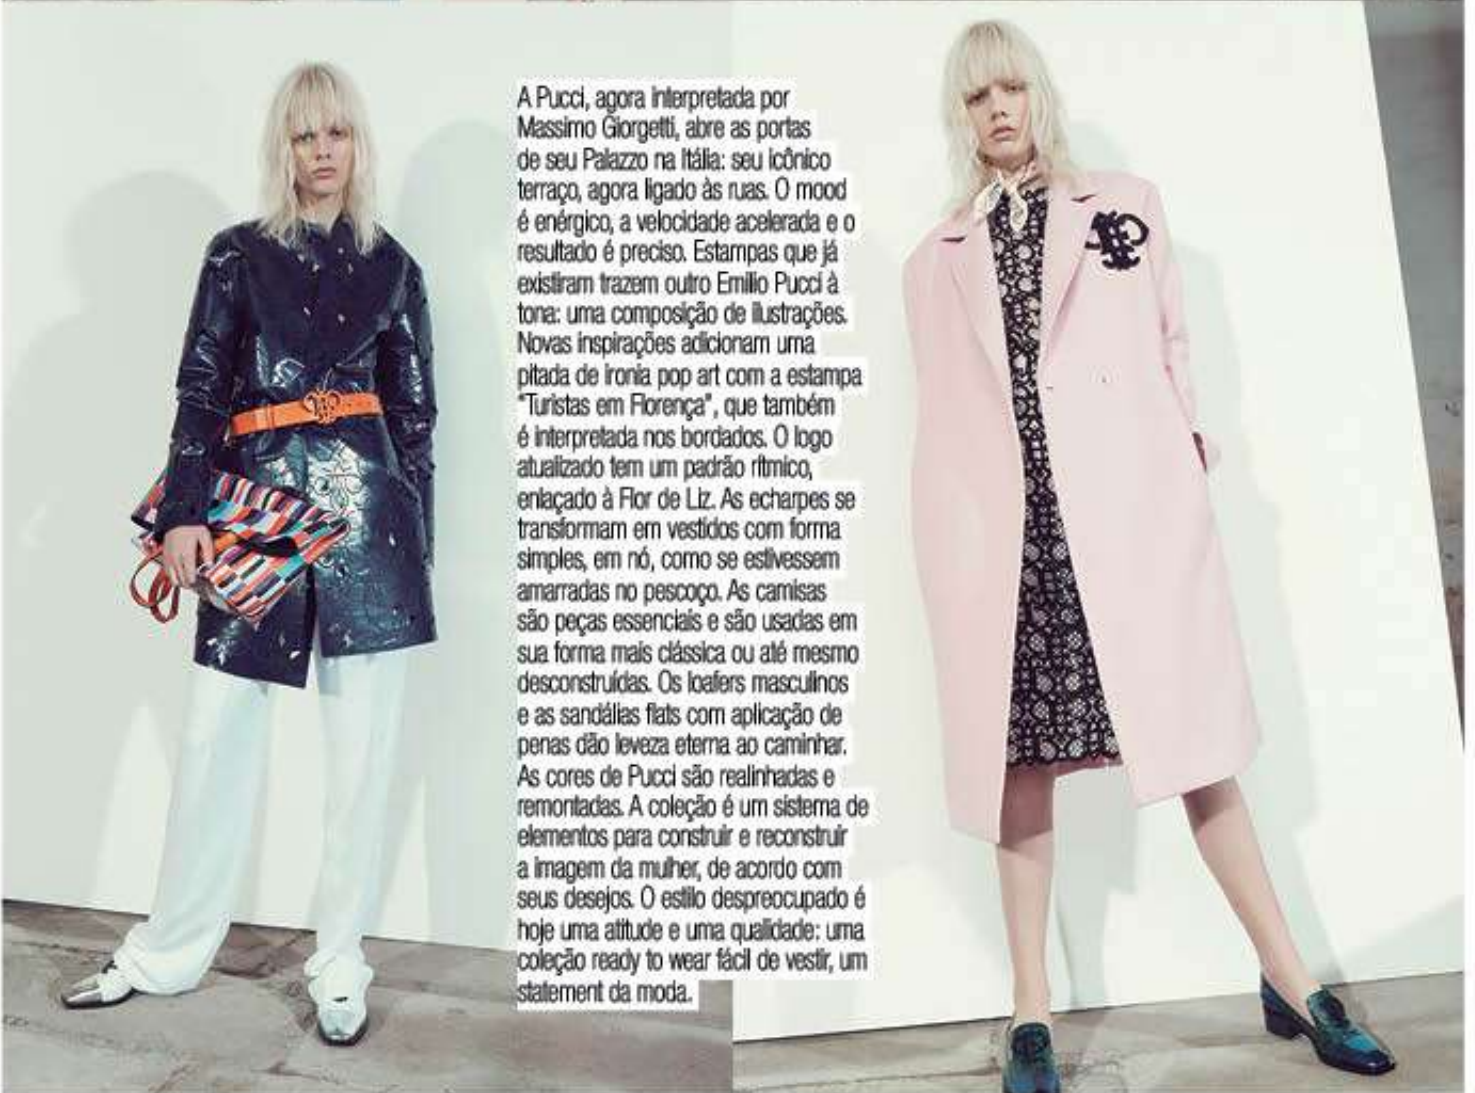 A Pucci, agora interpretada por
Massimo Giorgetti, abre as portas
de seu Palazzo na Itália: seu icônico
terraço, agora ligado às ruas. O mood
é enérgico, a velocidade acelerada e o
resultado é preciso. Estampas que já
existiram trazem outro Emilio Pucci à
tona: uma composição de ilustrações.
Novas inspirações adicionam uma
pitada de ironia pop art com a estampa
"Turistas em Florença", que também
é interpretada nos bordados. O logo
atualizado tem um padrão rítmico,
enlaçado à Flor de Liz. As echarpes se
transformam em vestidos com forma
simples, em nó, como se estivessem
amarradas no pescoço. As camisas
são peças essenciais e são usadas em
sua forma mais clássica ou até mesmo
desconstruídas. Os loafers masculinos
e as sandálias flats com aplicação de
penas dão leveza eterna ao caminhar.
As cores de Pucci são realinhadas e
remontadas. A coleção é um sistema de
elementos para construir e reconstruir
a imagem da mulher, de acordo com
seus desejos. O estilo despreocupado é
hoje uma atitude e uma qualidade: uma
coleção ready to wear fácil de vestir, um
statement da moda.